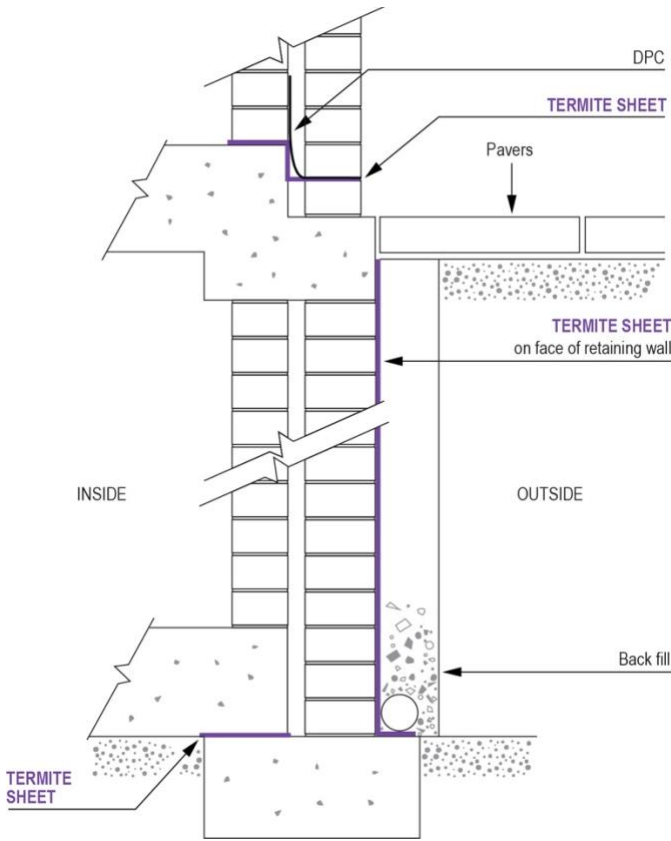 DPC
TERMITE SHEET
Pavers
TERMITE SHEET
on face of retaining wall
INSIDE
OUTSIDE
Back fill
TERMITE
SHEET